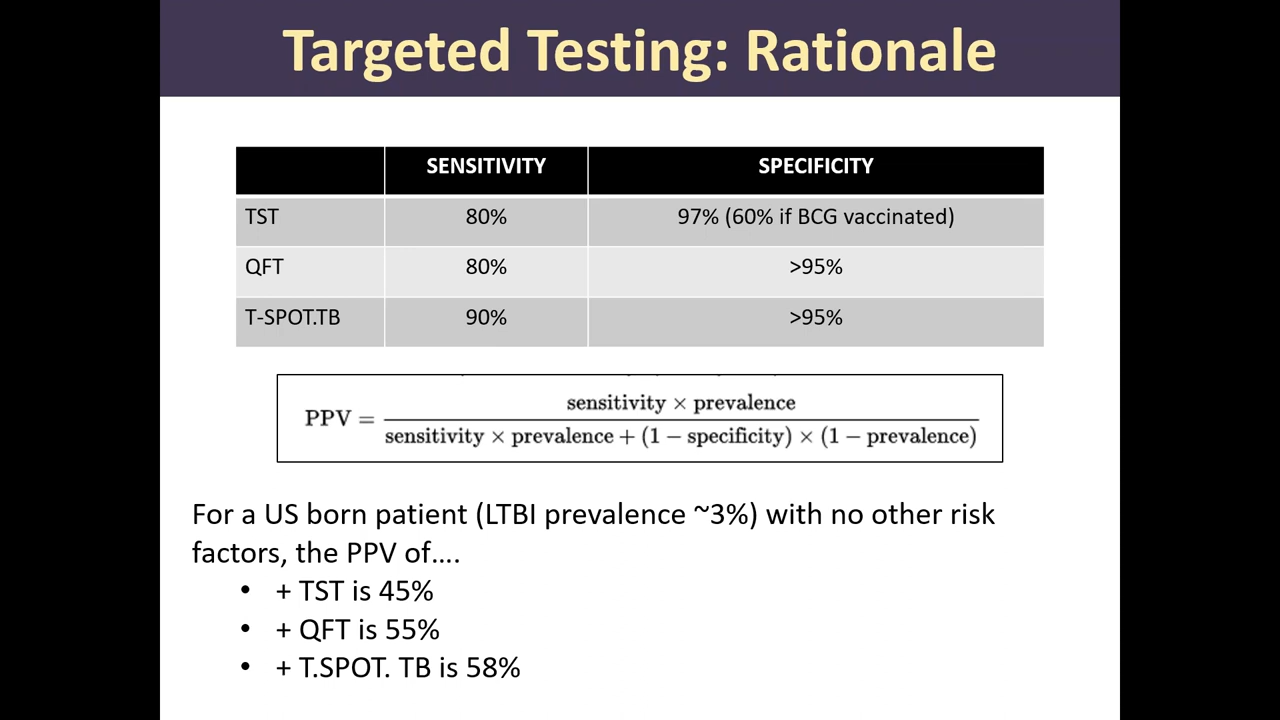 Targeted Testing: Rationale
SENSITIVITY SPECIFICITY
TST 80% 97% (60% if BCG vaccinated)
QFT 80% >95%
T-SPOT.TB 90% >95%
PPV = sensitivity × prevalence
sensitivity × prevalence + (1 − specificity) × (1 − prevalence)
For a US born patient (LTBI prevalence ~3%) with no other risk
factors, the PPV of….
• + TST is 45%
• + QFT is 55%
• + T.SPOT. TB is 58%